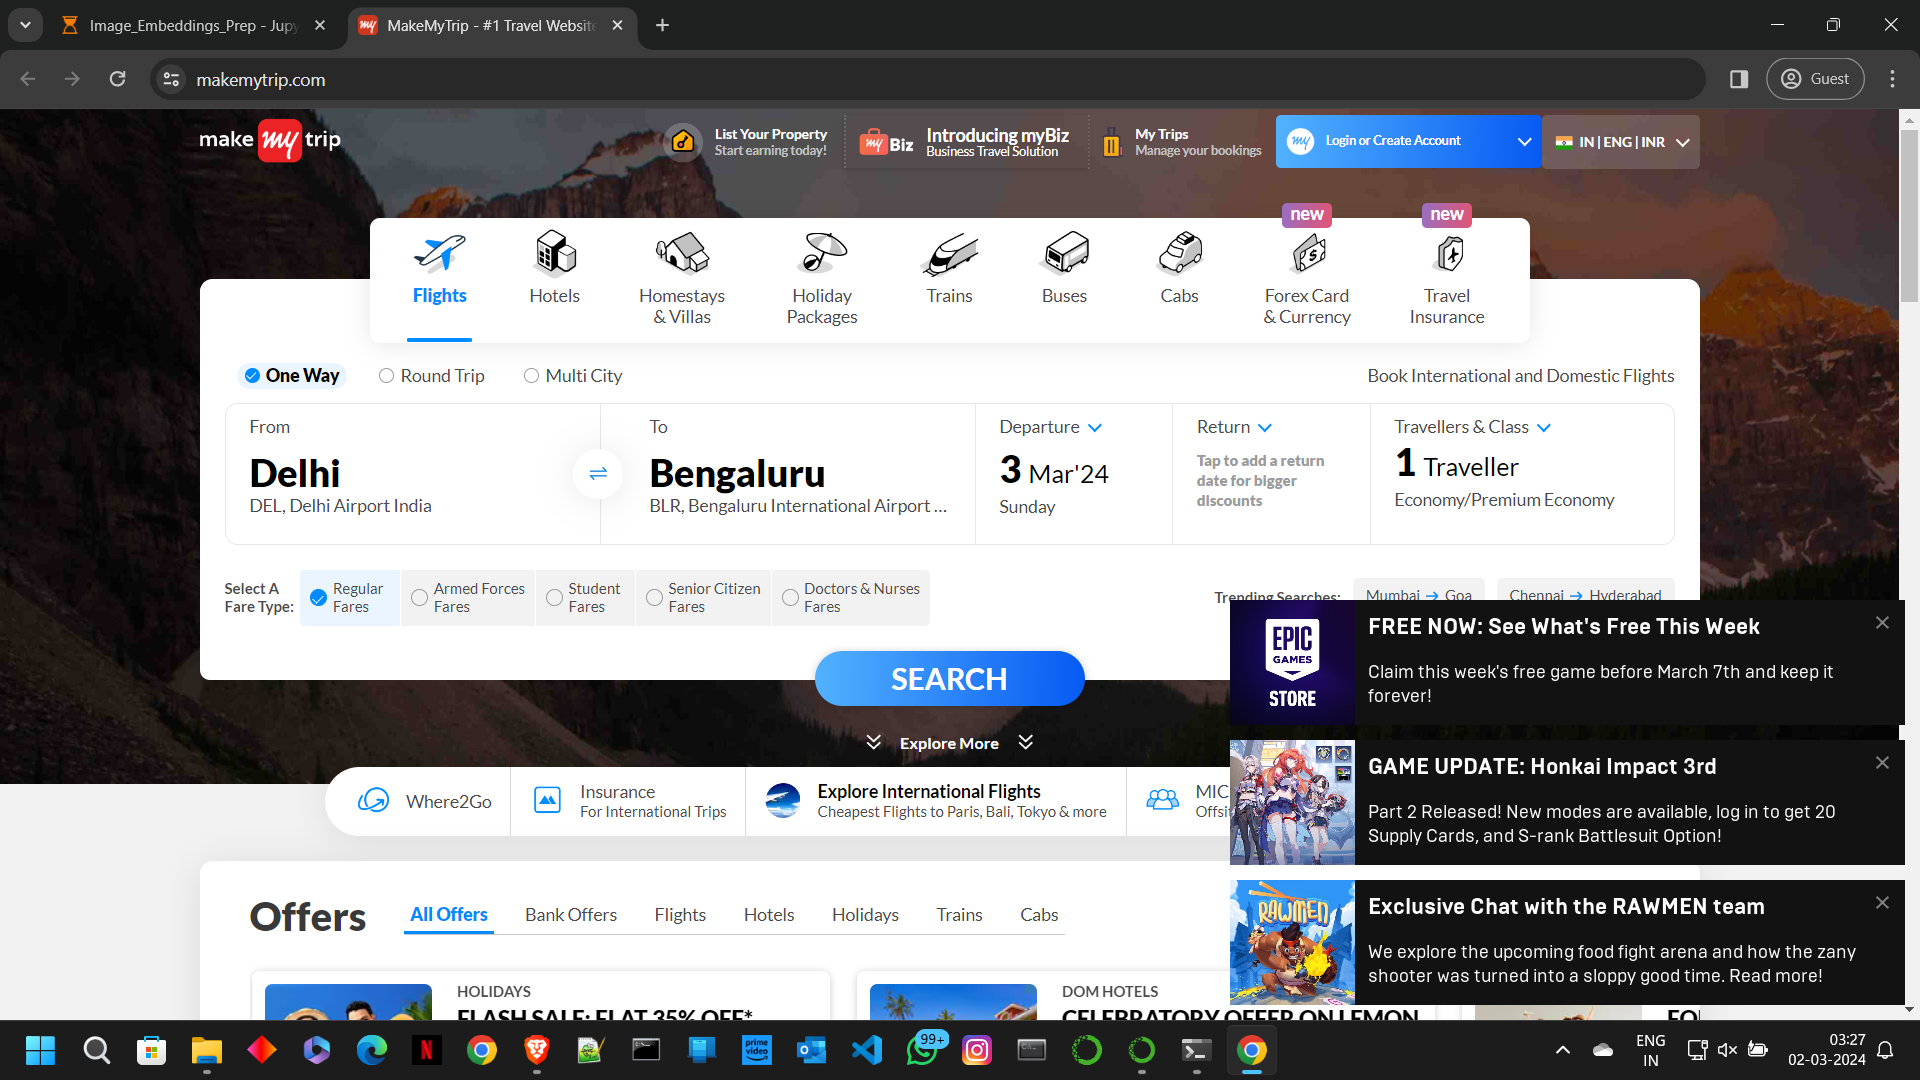 Image_Embeddings_Prep - Jupy
MakeMyTrip - #1 Travel Website
makemytrip.com
Guest
make my trip
List Your Property
Start earning today!
my Biz
Introducing myBiz
Business Travel Solution
My Trips
Manage your bookings
my
Login or Create Account
IN | ENG | INR
new
new
Flights
Hotels
Homestays
& Villas
Holiday
Packages
Trains
Buses
Cabs
Forex Card
& Currency
Travel
Insurance
One Way
Round Trip
Multi City
Book International and Domestic Flights
From
Delhi
DEL, Delhi Airport India
To
Bengaluru
BLR, Bengaluru International Airport ...
Departure
3 Mar'24
Sunday
Return
Tap to add a return
date for bigger
discounts
Travellers & Class
1 Traveller
Economy/Premium Economy
Select A
Fare Type:
Regular
Fares
Armed Forces
Fares
Student
Fares
Senior Citizen
Fares
Doctors & Nurses
Fares
Trending Searches:
Mumbai → Goa
Chennai → Hyderabad
SEARCH
Explore More
Where2Go
Insurance
For International Trips
Explore International Flights
Cheapest Flights to Paris, Bali, Tokyo & more
MIC
Offsit
EPIC
GAMES
STORE
FREE NOW: See What's Free This Week
Claim this week's free game before March 7th and keep it
forever!
GAME UPDATE: Honkai Impact 3rd
Part 2 Released! New modes are available, log in to get 20
Supply Cards, and S-rank Battlesuit Option!
RAWMEN
Exclusive Chat with the RAWMEN team
We explore the upcoming food fight arena and how the zany
shooter was turned into a sloppy good time. Read more!
Offers
All Offers
Bank Offers
Flights
Hotels
Holidays
Trains
Cabs
HOLIDAYS
FLASH SALE: FLAT 35% OFF*
DOM HOTELS
CELEBRATORY OFFER ON LEMON
FO
prime
video
99+
ENG
IN
03:27
02-03-2024